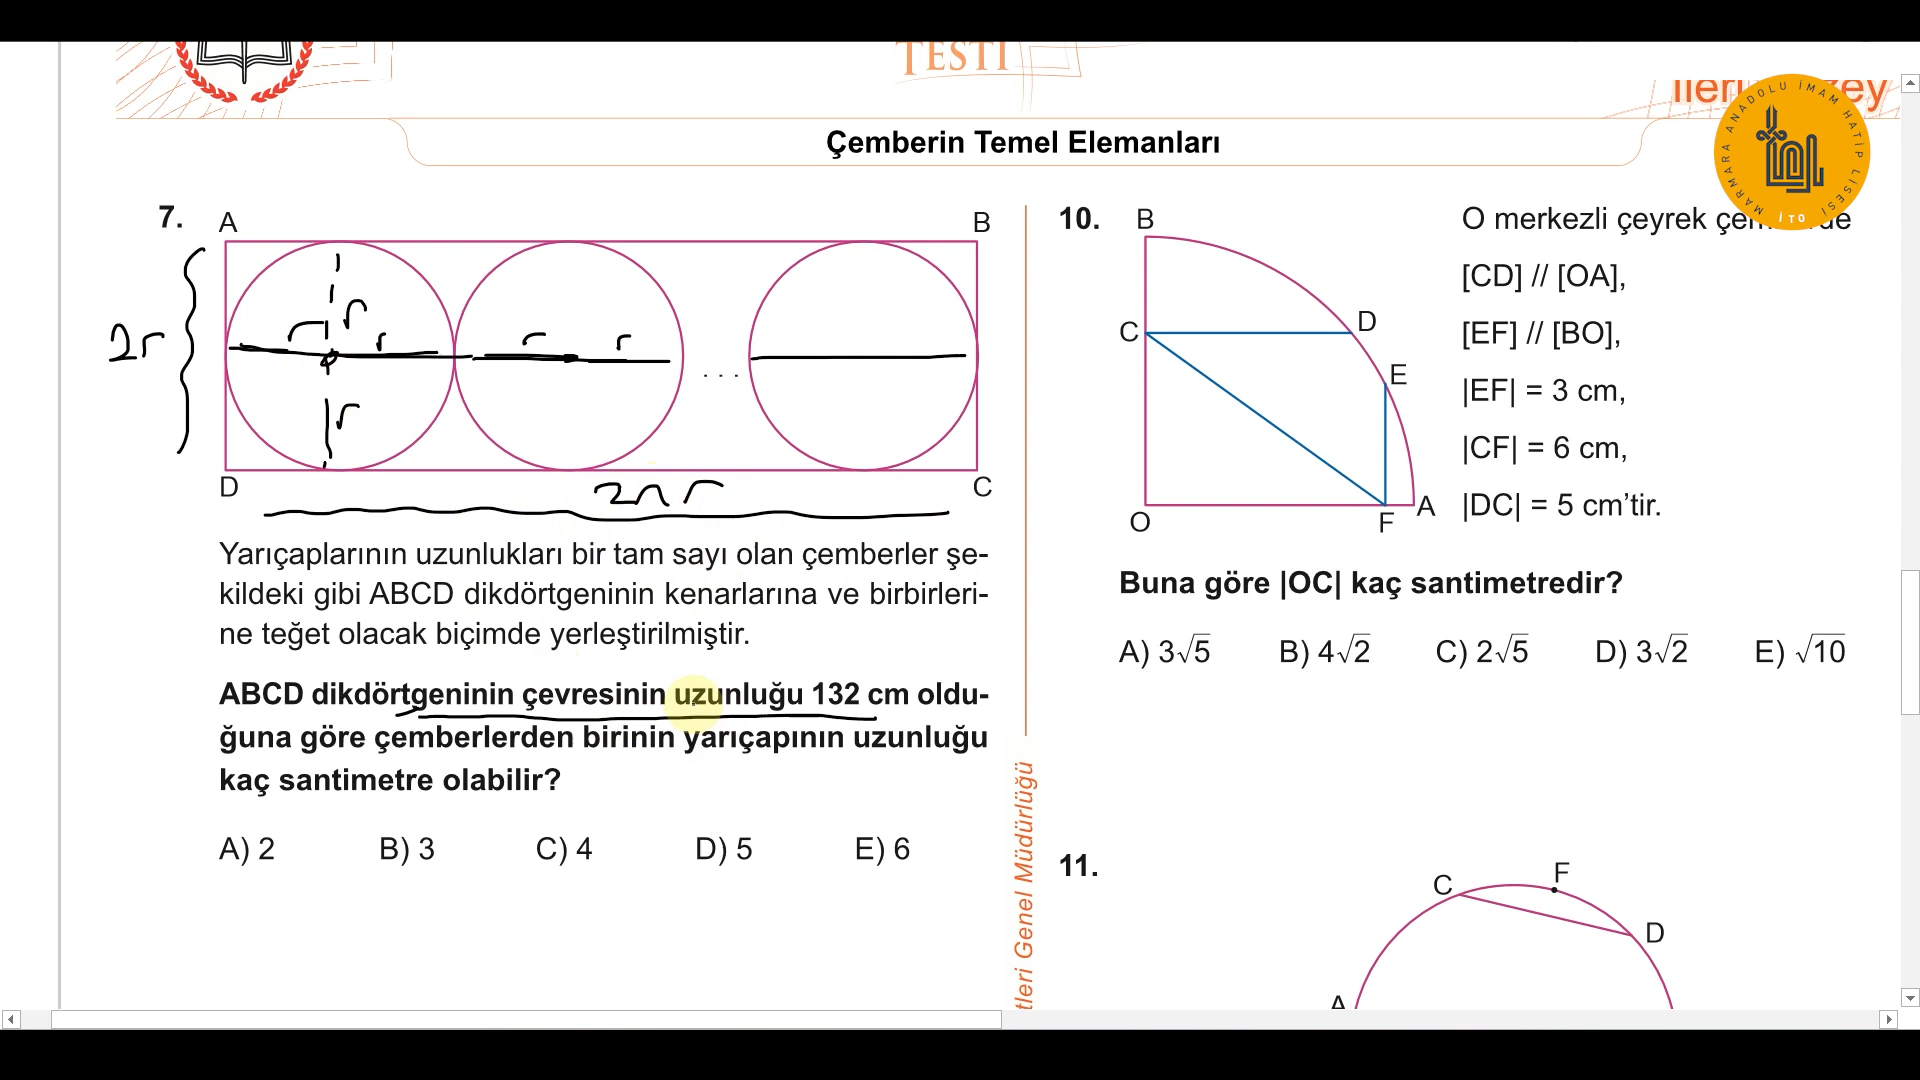 TESTİ
Çemberin Temel Elemanları
MARMARA ANADOLU İMAM HATİP LİSESİ
İTO
7.
A
B
2r
r
r
r
r
r
r
. . .
D
C
2nr
Yarıçaplarının uzunlukları bir tam sayı olan çemberler şe-
kildeki gibi ABCD dikdörtgeninin kenarlarına ve birbirleri-
ne teğet olacak biçimde yerleştirilmiştir.
ABCD dikdörtgeninin çevresinin uzunluğu 132 cm oldu-
ğuna göre çemberlerden birinin yarıçapının uzunluğu
kaç santimetre olabilir?
A) 2 B) 3 C) 4 D) 5 E) 6
tleri Genel Müdürlüğü
10.
B
C
D
E
O
F
A
O merkezli çeyrek
[CD] // [OA],
[EF] // [BO],
|EF| = 3 cm,
|CF| = 6 cm,
|DC| = 5 cm’tir.
Buna göre |OC| kaç santimetredir?
A) 3√5 B) 4√2 C) 2√5 D) 3√2 E) √10
11.
C
F
D
A